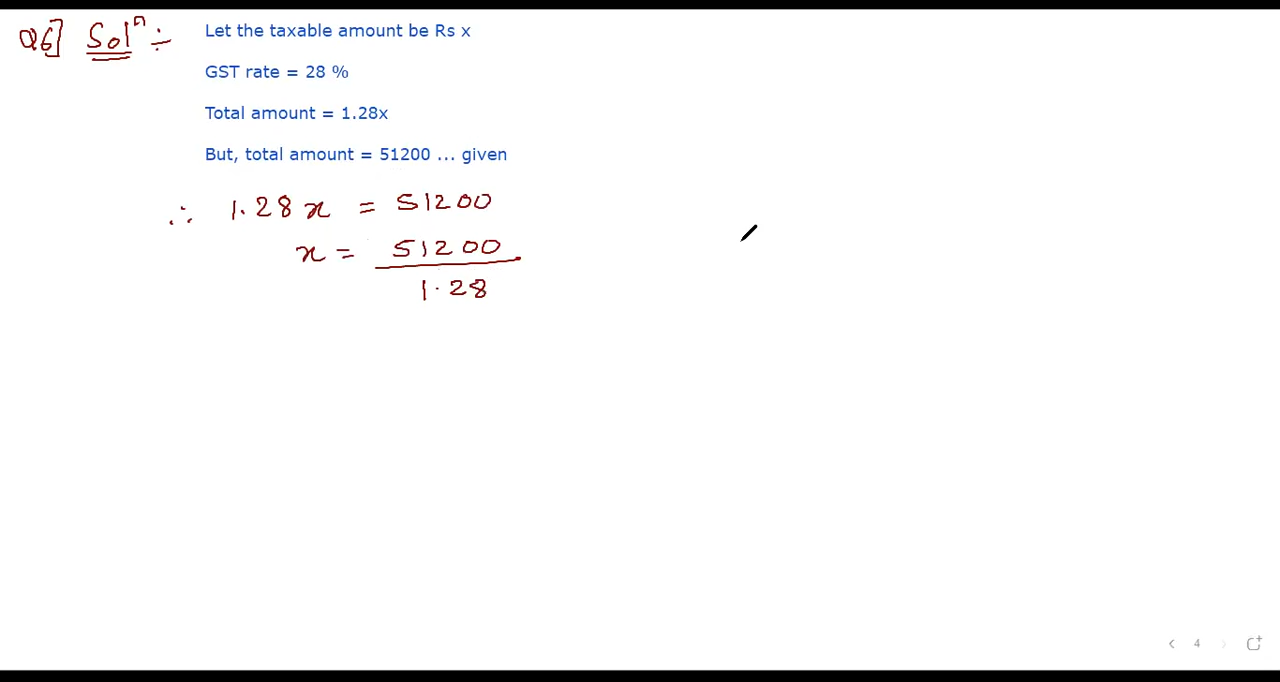 Q6] Solⁿ ÷ Let the taxable amount be Rs x
GST rate = 28 %
Total amount = 1.28x
But, total amount = 51200 ... given
∴ 1.28 x = 51200
x = 51200
1.28
4